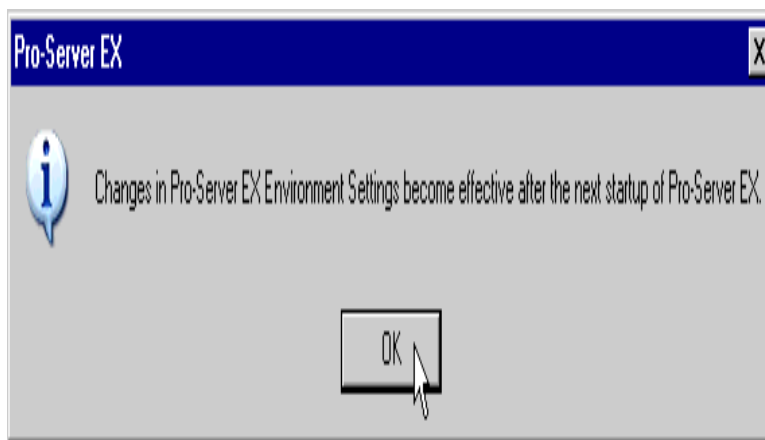 Pro-Server EX
Changes in Pro-Server EX Environment Settings become effective after the next startup of Pro-Server EX.
OK